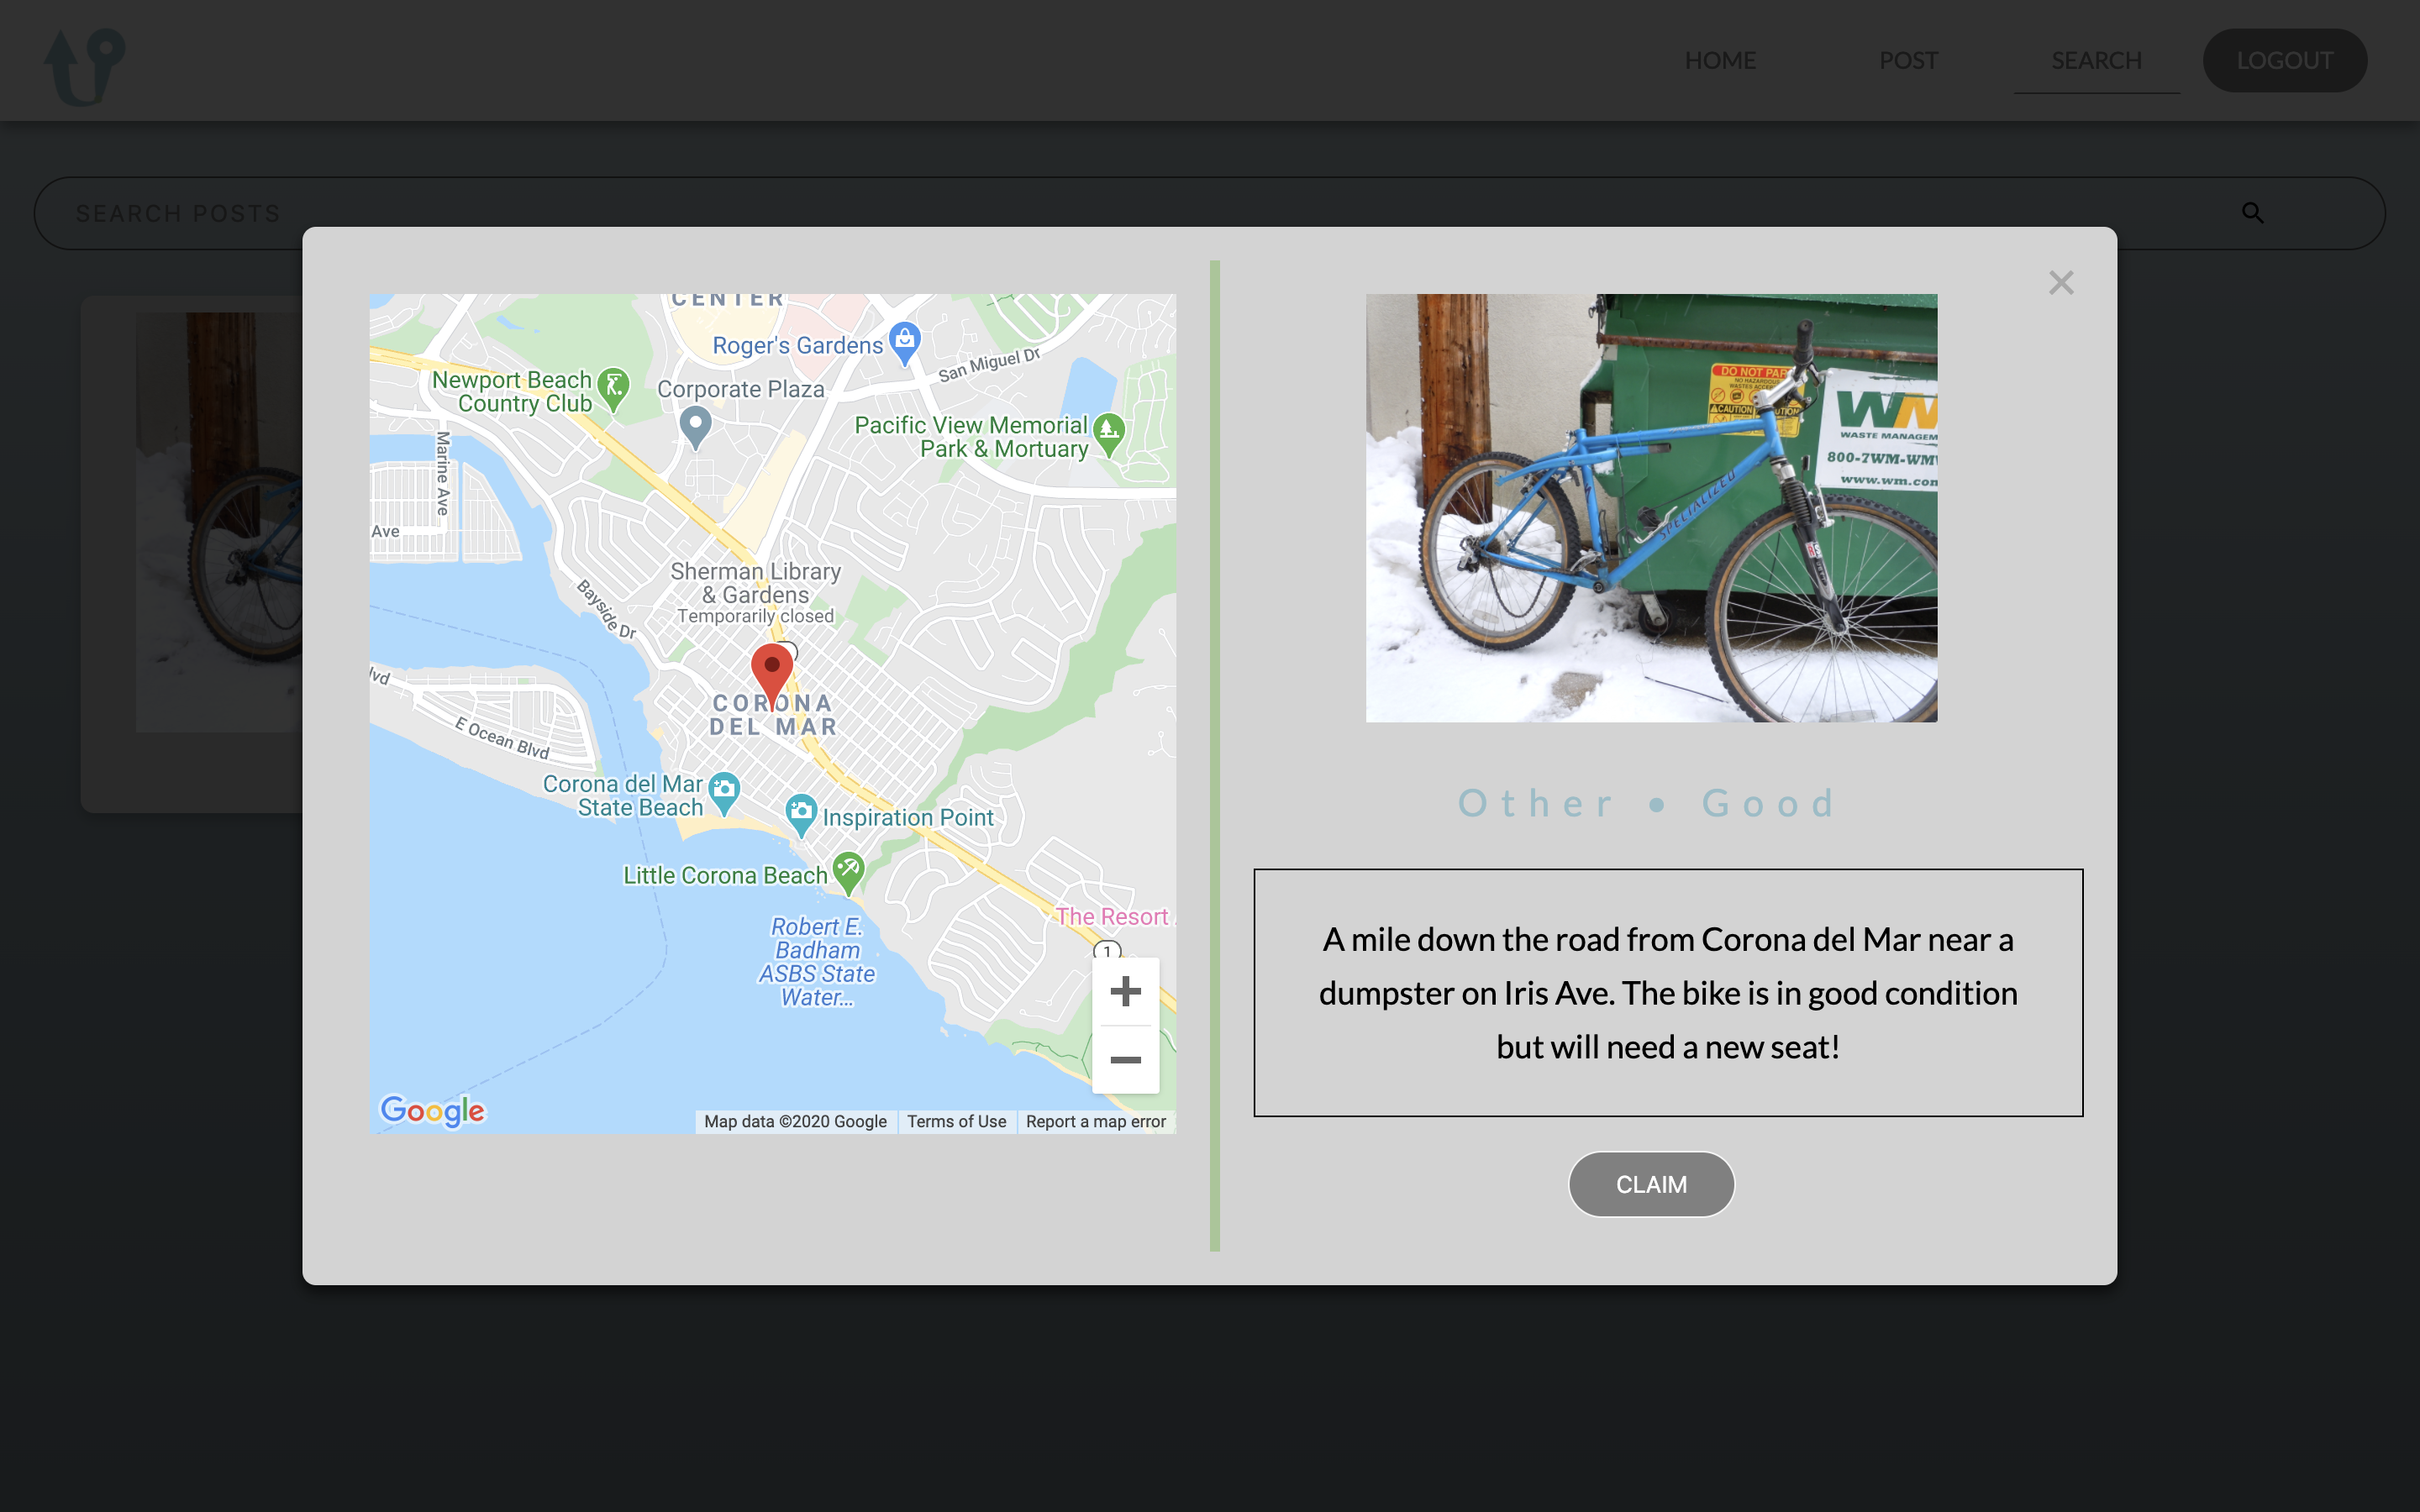 HOME
POST
SEARCH
LOGOUT
SEARCH POSTS
CENTER
Roger's Gardens
San Miguel Dr
Newport Beach
Country Club
Corporate Plaza
Pacific View Memorial
Park & Mortuary
Marine Ave
Ave
Sherman Library
& Gardens
Temporarily closed
Bayside Dr
CORONA
DEL MAR
lvd
E Ocean Blvd
Corona del Mar
State Beach
Inspiration Point
Little Corona Beach
The Resort
Robert E.
Badham
ASBS State
Water...
1
+
−
Google
Map data ©2020 Google
Terms of Use
Report a map error
×
DO NOT PAR
NO HAZARDOUS
CAUTION
WM
WASTE MANAGEM
800-7WM-WM
www.wm.com
SPECIALIZED
Other • Good
A mile down the road from Corona del Mar near a
dumpster on Iris Ave. The bike is in good condition
but will need a new seat!
CLAIM